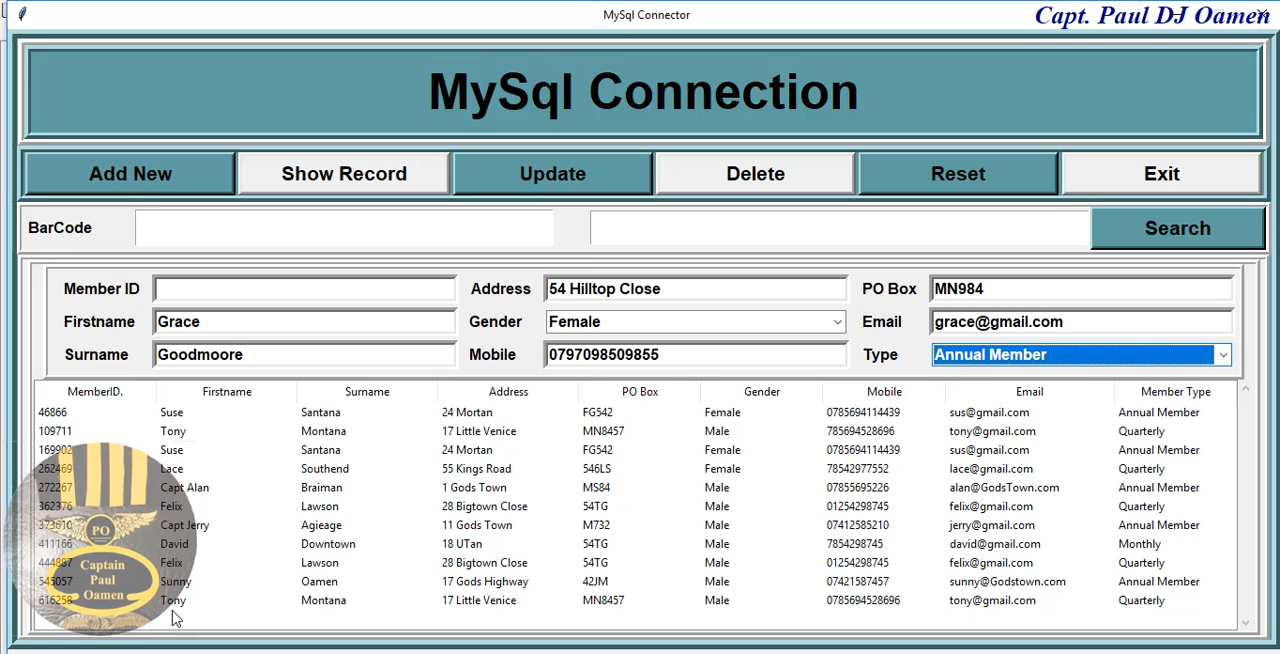 MySql Connector
Capt. Paul DJ Oamen
MySql Connection
Add New Show Record Update Delete Reset Exit
BarCode Search
Member ID Address 54 Hilltop Close PO Box MN984
Firstname Grace Gender Female Email grace@gmail.com
Surname Goodmoore Mobile 0797098509855 Type Annual Member
MemberID. Firstname Surname Address PO Box Gender Mobile Email Member Type
46866 Suse Santana 24 Mortan FG542 Female 0785694114439 sus@gmail.com Annual Member
109711 Tony Montana 17 Little Venice MN8457 Male 785694528696 tony@gmail.com Quarterly
169902 Suse Santana 24 Mortan FG542 Female 0785694114439 sus@gmail.com Annual Member
262469 Lace Southend 55 Kings Road 546LS Female 78542977552 lace@gmail.com Quarterly
272267 Capt Alan Braiman 1 Gods Town MS84 Male 07855695226 alan@GodsTown.com Annual Member
362376 Felix Lawson 28 Bigtown Close 54TG Male 01254298745 felix@gmail.com Quarterly
373610 Capt Jerry Agieage 11 Gods Town M732 Male 07412585210 jerry@gmail.com Annual Member
411166 David Downtown 18 UTan 54TG Male 7854298745 david@gmail.com Monthly
444887 Felix Lawson 28 Bigtown Close 54TG Male 01254298745 felix@gmail.com Quarterly
545057 Sunny Oamen 17 Gods Highway 42JM Male 07421587457 sunny@Godstown.com Annual Member
616258 Tony Montana 17 Little Venice MN8457 Male 0785694528696 tony@gmail.com Quarterly
PO
Captain
Paul
Oamen